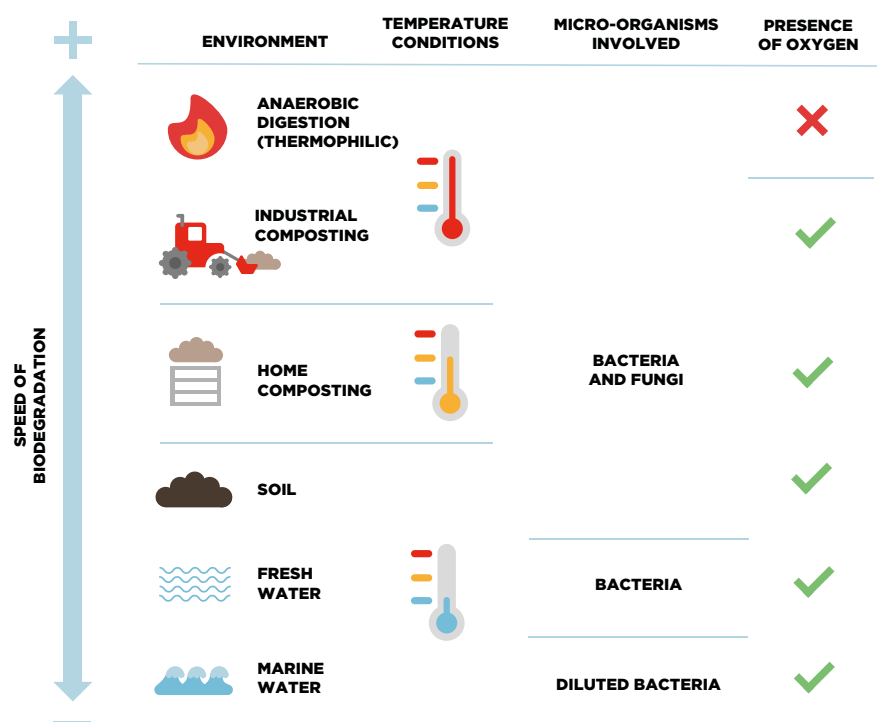 ENVIRONMENT
TEMPERATURE
CONDITIONS
MICRO-ORGANISMS
INVOLVED
PRESENCE
OF OXYGEN
SPEED OF
BIODEGRADATION
ANAEROBIC
DIGESTION
(THERMOPHILIC)
INDUSTRIAL
COMPOSTING
HOME
COMPOSTING
BACTERIA
AND FUNGI
SOIL
FRESH
WATER
BACTERIA
MARINE
WATER
DILUTED BACTERIA